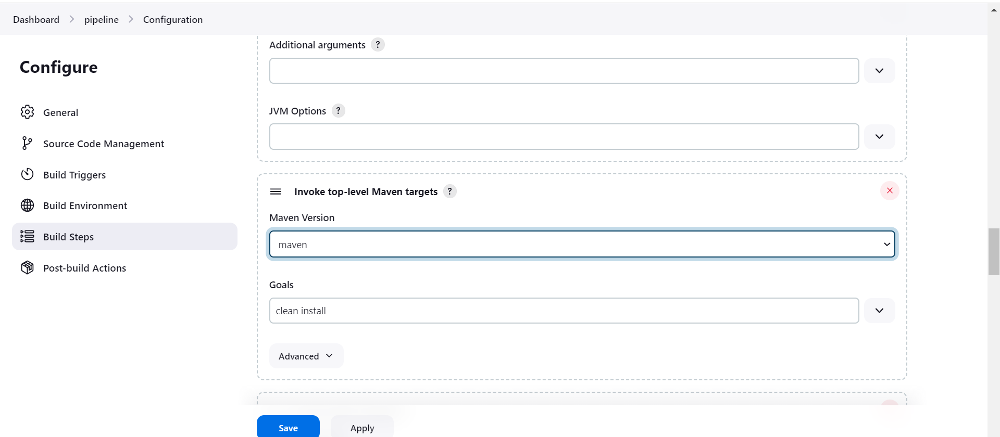 Dashboard > pipeline > Configuration
Configure
General
Source Code Management
Build Triggers
Build Environment
Build Steps
Post-build Actions
Additional arguments ?
JVM Options ?
Invoke top-level Maven targets ?
Maven Version
maven
Goals
clean install
Advanced
Save
Apply